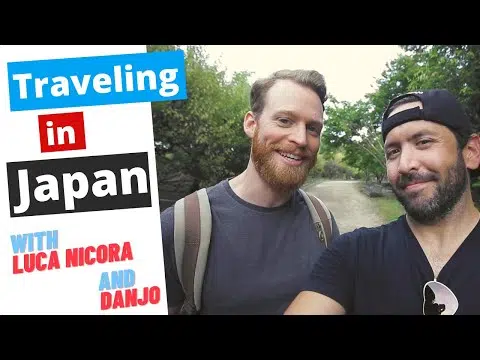 Traveling
in
Japan
WITH
LUCA NICORA
AND
DANJO